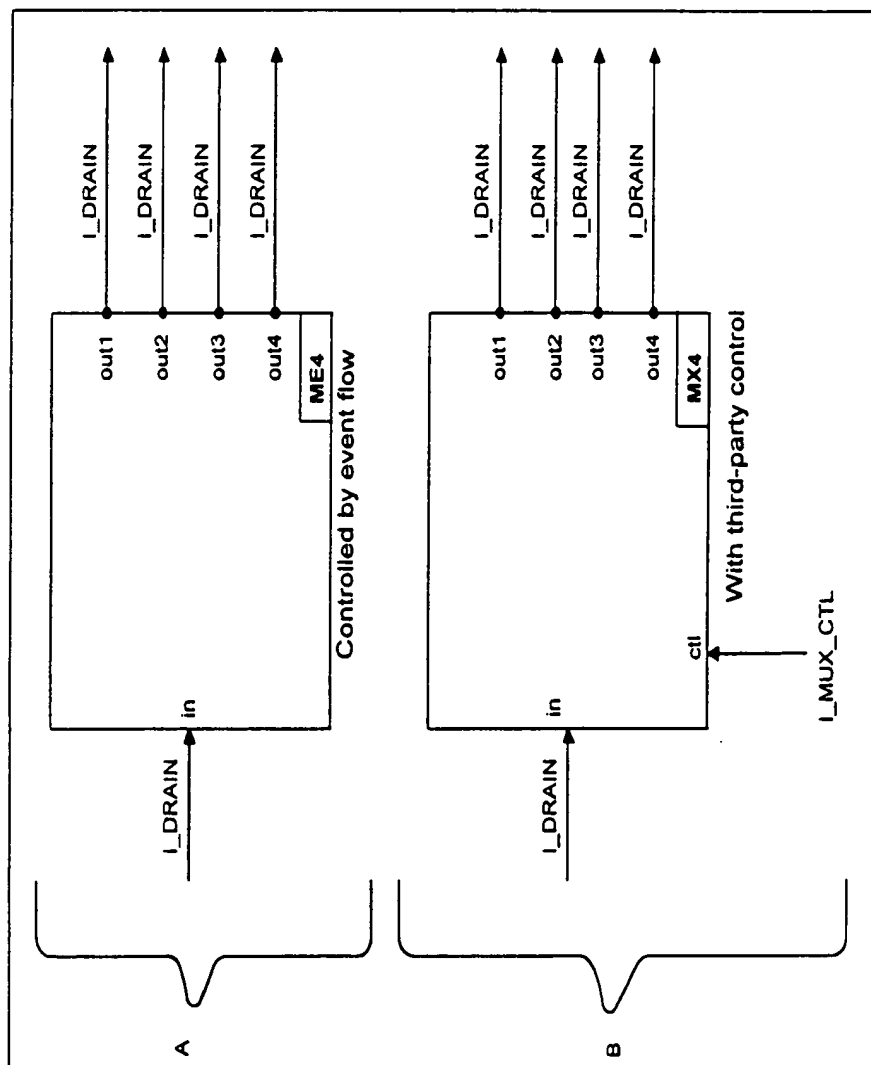 A
I_DRAIN
in
out1
out2
out3
out4
I_DRAIN
I_DRAIN
I_DRAIN
I_DRAIN
ME4
Controlled by event flow
B
I_DRAIN
in
ctl
I_MUX_CTL
out1
out2
out3
out4
I_DRAIN
I_DRAIN
I_DRAIN
I_DRAIN
MX4
With third-party control